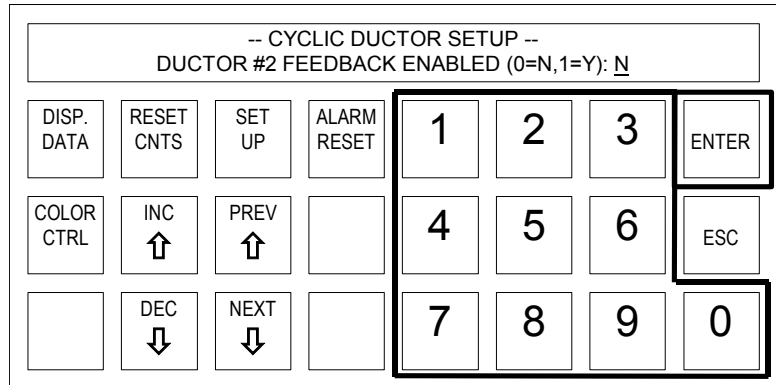 -- CYCLIC DUCTOR SETUP --
DUCTOR #2 FEEDBACK ENABLED (0=N,1=Y): N
DISP.
DATA
RESET
CNTS
SET
UP
ALARM
RESET
1
2
3
ENTER
COLOR
CTRL
INC
PREV
4
5
6
ESC
DEC
NEXT
7
8
9
0